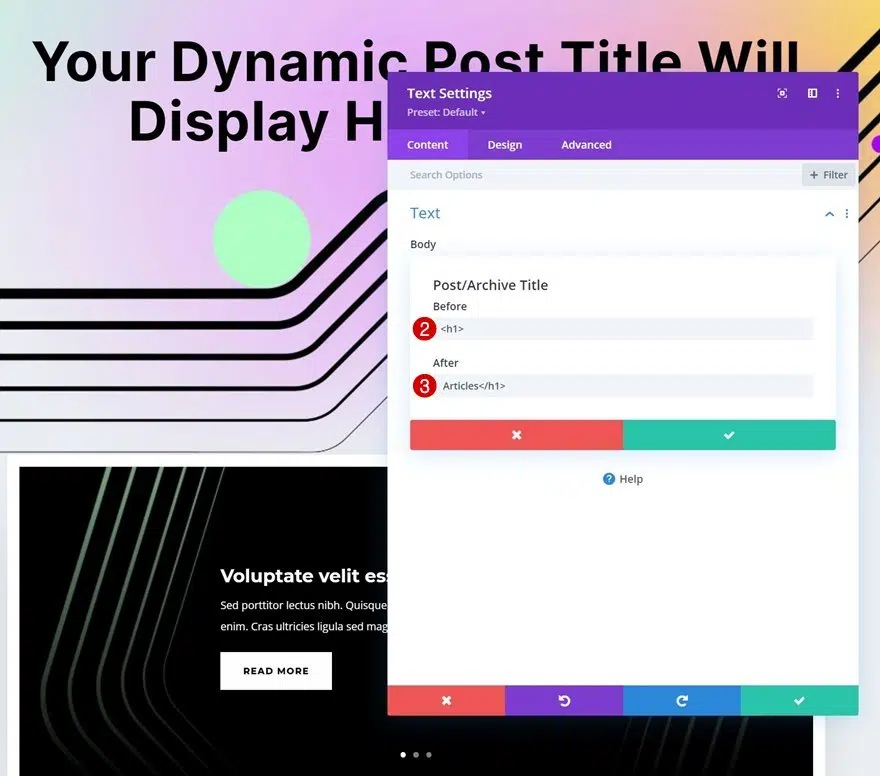 Your Dynamic Post Title Will
Display H
Text Settings
Preset: Default
Content Design Advanced
Search Options
+ Filter
Text
Body
Post/Archive Title
Before
2 <h1>
After
3 Articles</h1>
? Help
Voluptate velit es
Sed porttitor lectus nibh. Quisque
enim. Cras ultricies ligula sed mag
READ MORE